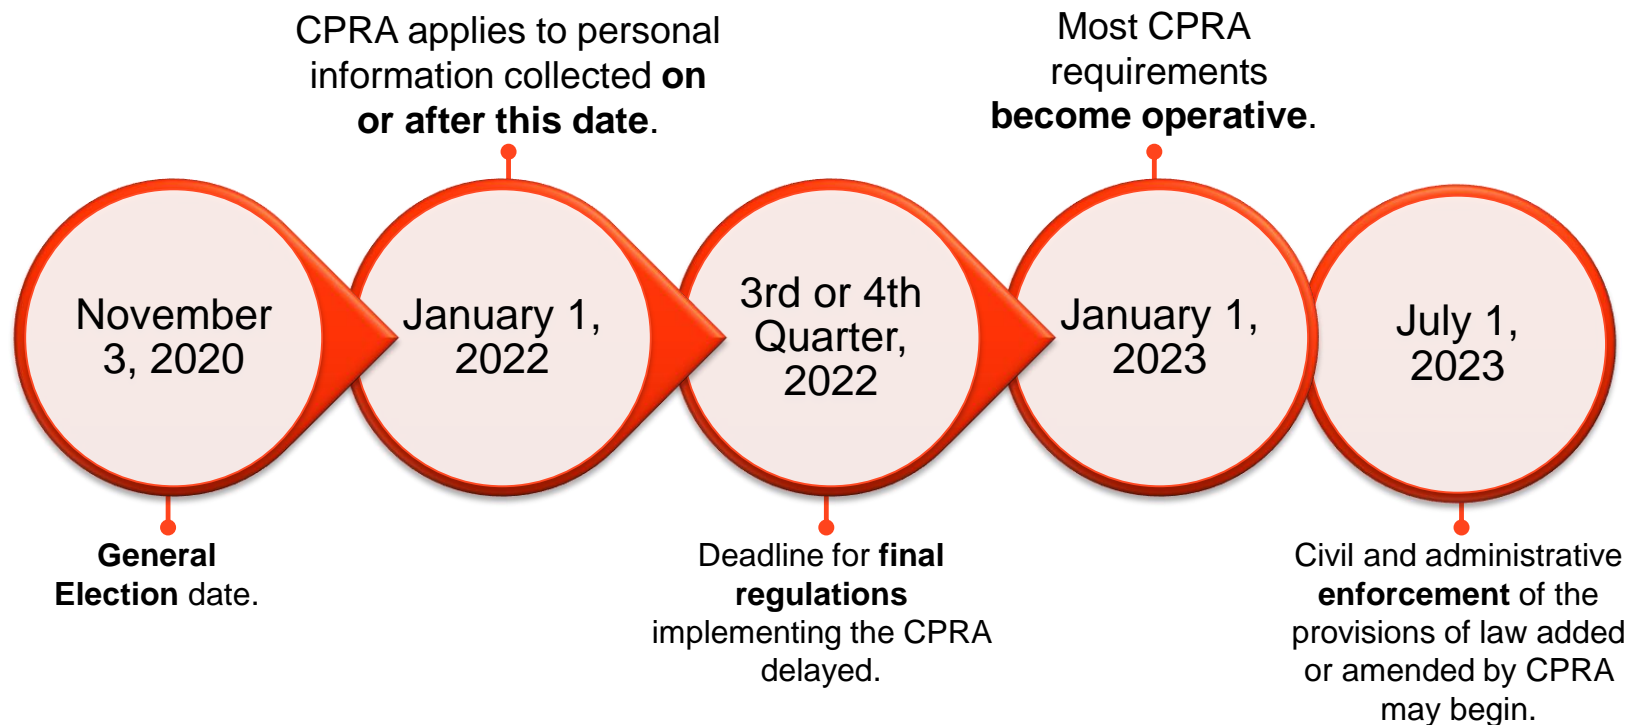 CPRA applies to personal
information collected on
or after this date.
Most CPRA
requirements
become operative.
November
3, 2020
January 1,
2022
3rd or 4th
Quarter,
2022
January 1,
2023
July 1,
2023
General
Election date.
Deadline for final
regulations
implementing the CPRA
delayed.
Civil and administrative
enforcement of the
provisions of law added
or amended by CPRA
may begin.